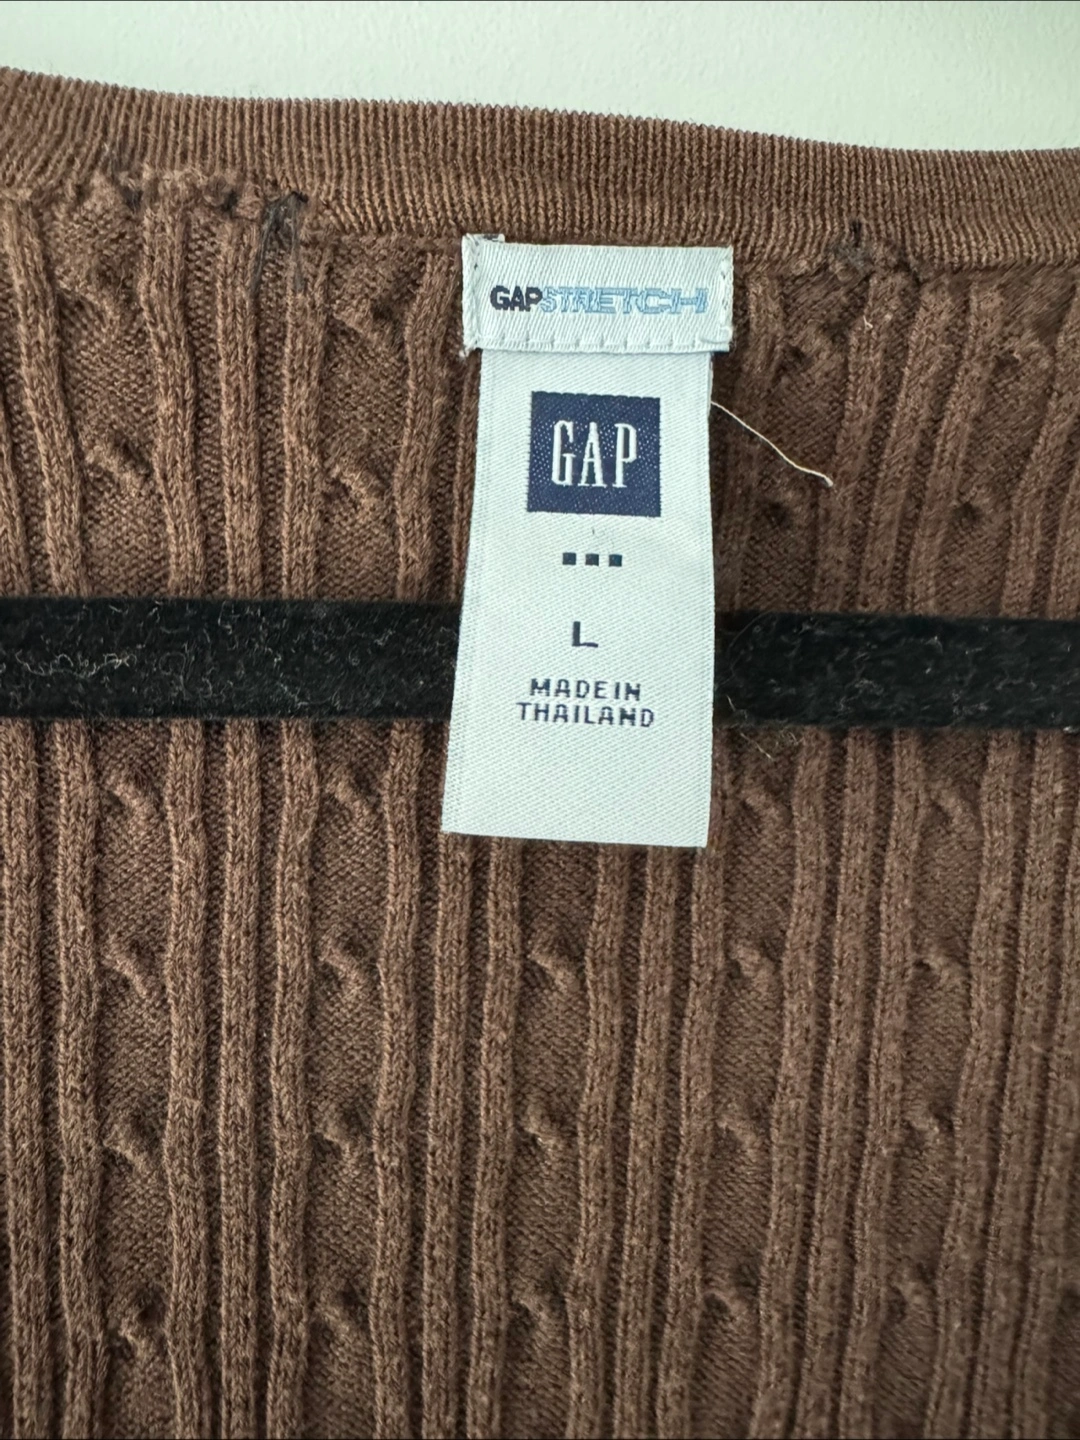 GAPSTRETCH
GAP
L
MADE IN
THAILAND